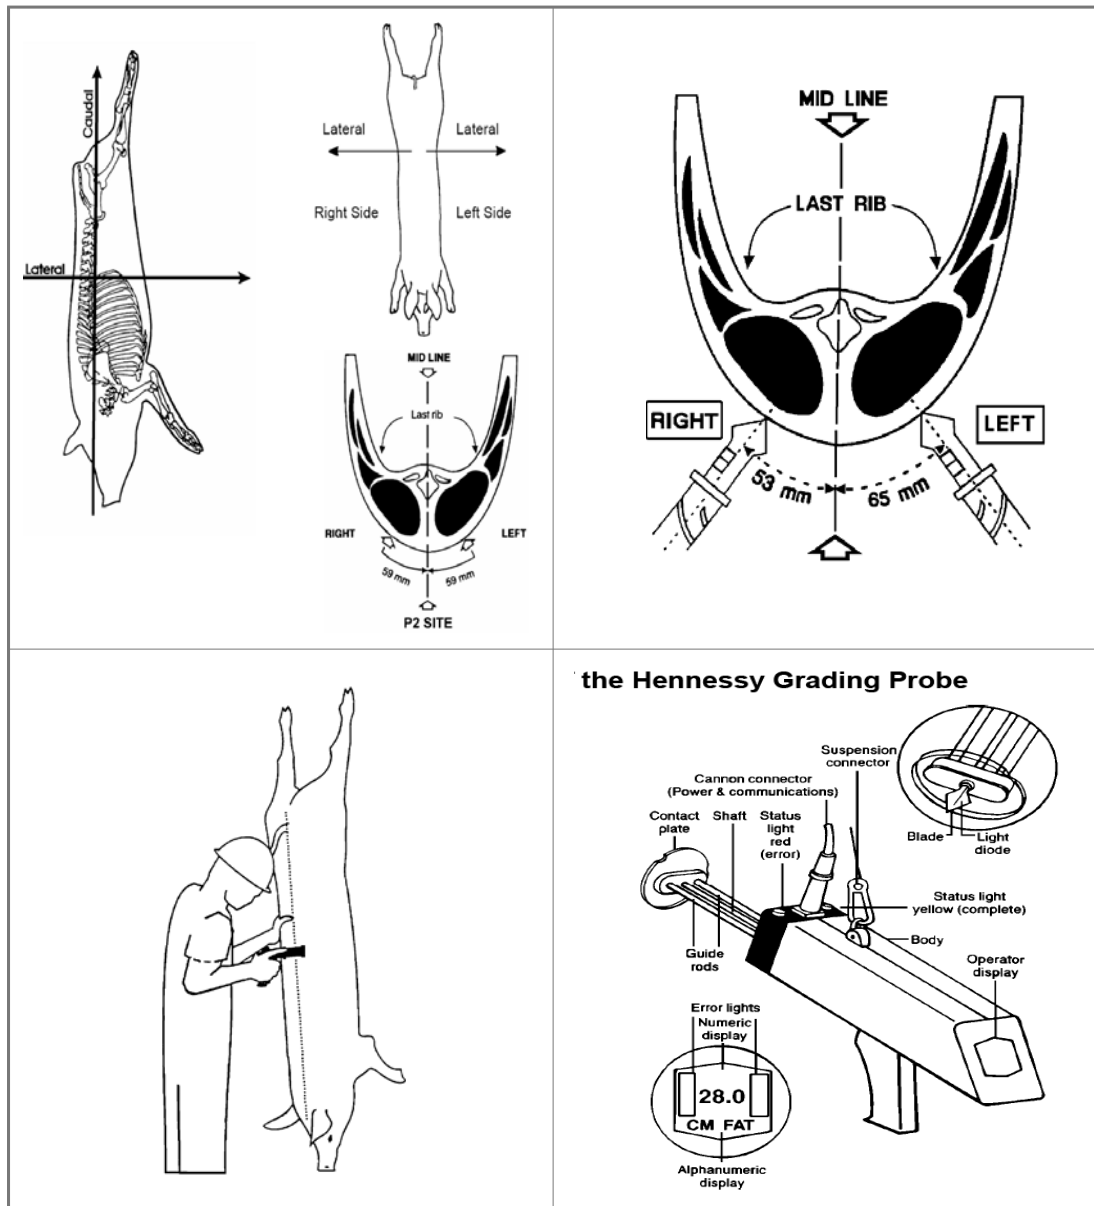 Caudal
Lateral
Lateral
Lateral
Right Side
Left Side
MID LINE
Last rib
RIGHT
LEFT
59 mm
59 mm
P2 SITE
MID LINE
LAST RIB
RIGHT
LEFT
53 mm
65 mm
the Hennessy Grading Probe
Suspension
connector
Cannon connector
(Power & communications)
Contact
plate
Shaft
Status
light
red
(error)
Blade
Light
diode
Status light
yellow (complete)
Body
Guide
rods
Operator
display
Error lights
Numeric
display
28.0
CM FAT
Alphanumeric
display